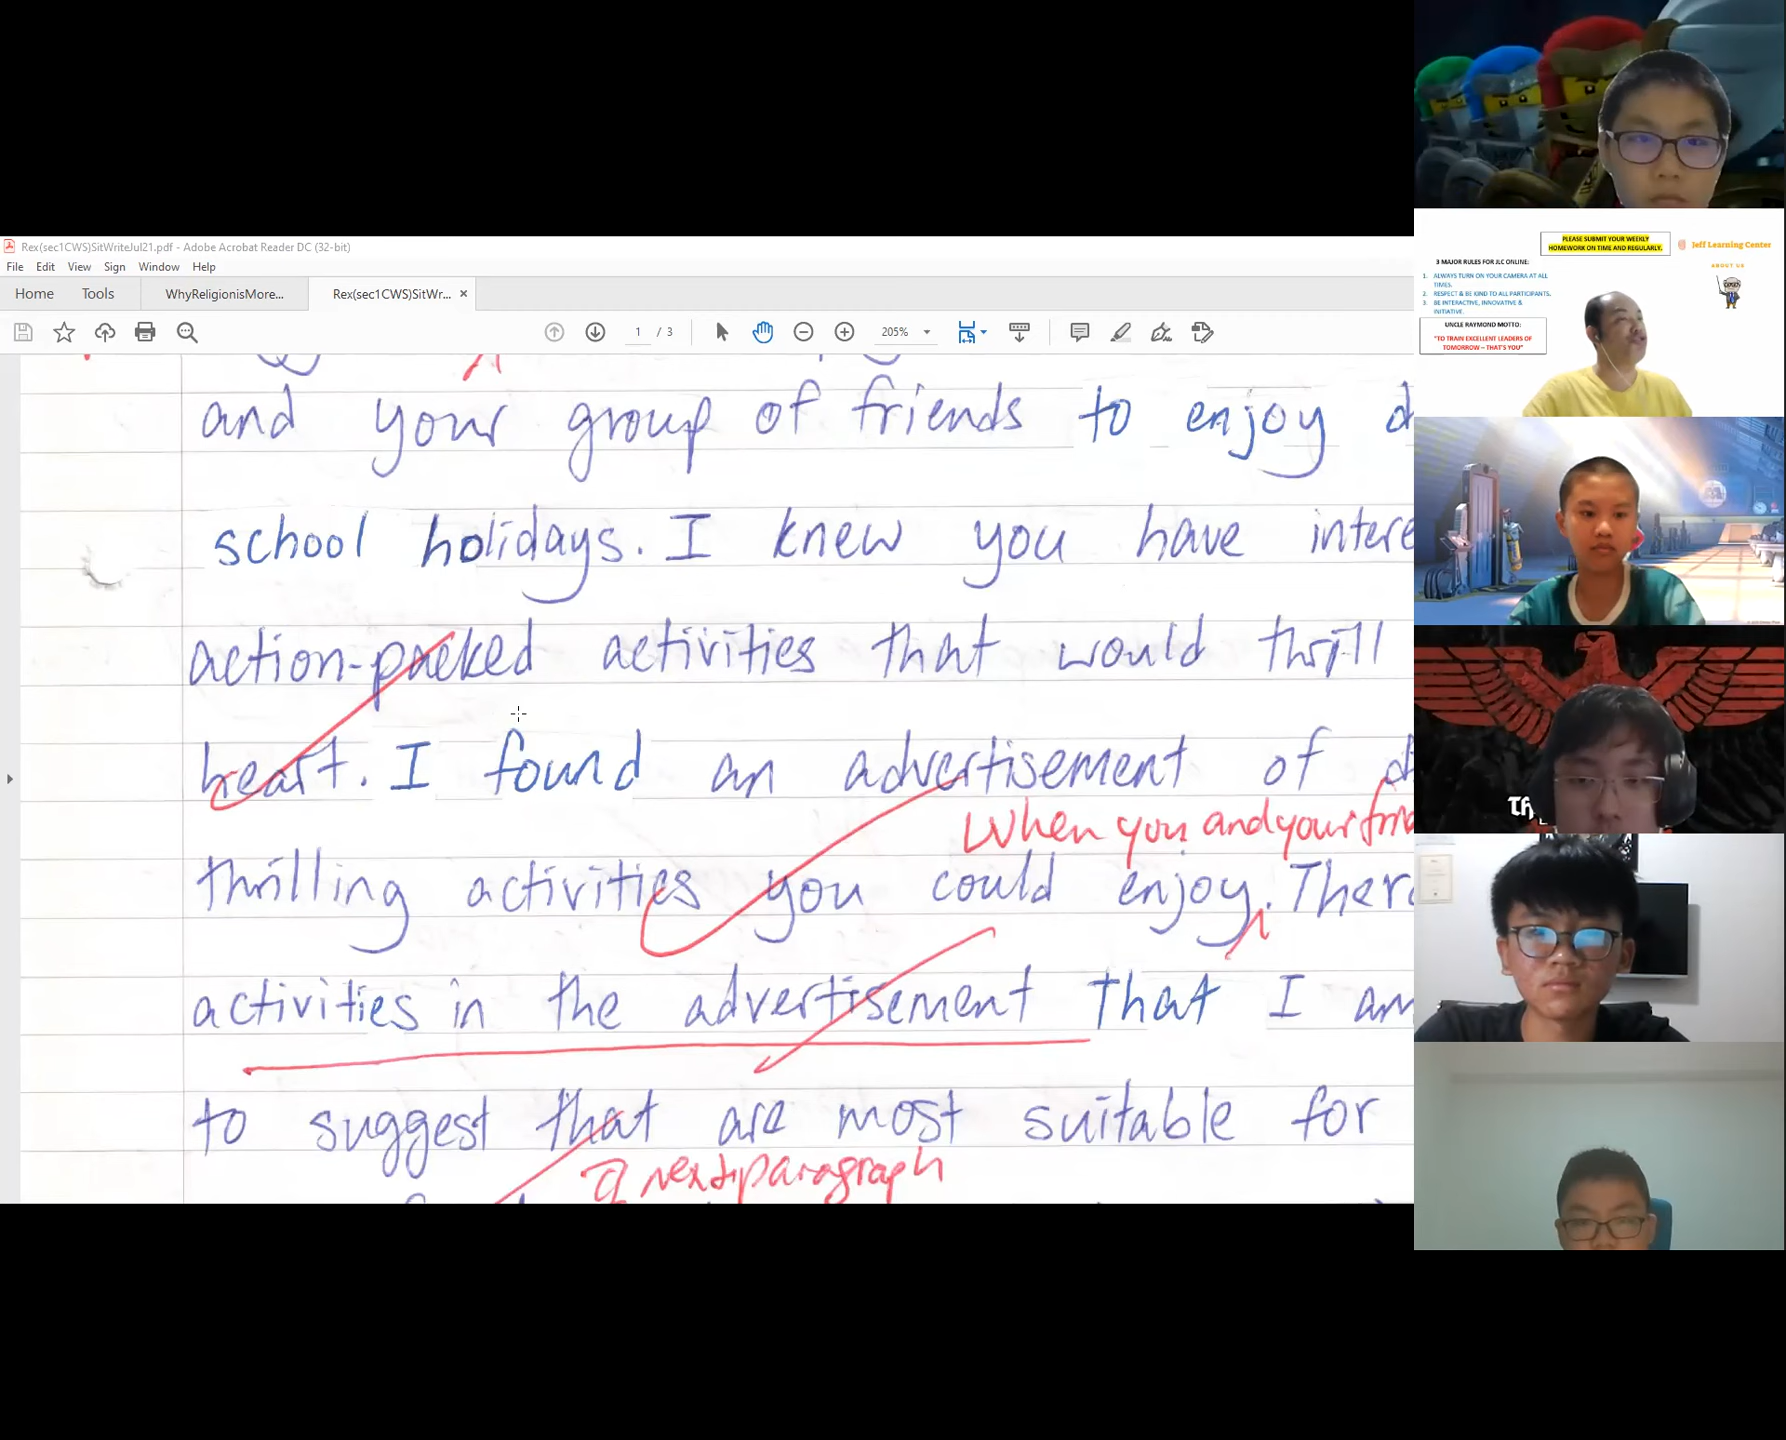 Rex(sec1CWS)SitWriteJul21.pdf - Adobe Acrobat Reader DC (32-bit)
File Edit View Sign Window Help
Home Tools WhyReligionisMore... Rex(sec1CWS)SitWr... ×
1 / 3 205%
and your group of friends to enjoy
school holidays. I knew you have intere
action-packed activities that would thrill
heart. I found an advertisement of
When you and your
thrilling activities you could enjoy. Ther
activities in the advertisement that I am
to suggest that are most suitable for
next paragraph
PLEASE SUBMIT YOUR WEEKLY
HOMEWORK ON TIME AND REGULARLY.
Jeff Learning Center
ABOUT US
3 MAJOR RULES FOR JLC ONLINE:
1. ALWAYS TURN ON YOUR CAMERA AT ALL
TIMES.
2. RESPECT & BE KIND TO ALL PARTICIPANTS.
3 BE INTERACTIVE, INNOVATIVE &
INITIATIVE.
UNCLE RAYMOND MOTTO:
"TO TRAIN EXCELLENT LEADERS OF
TOMORROW – THAT'S YOU"